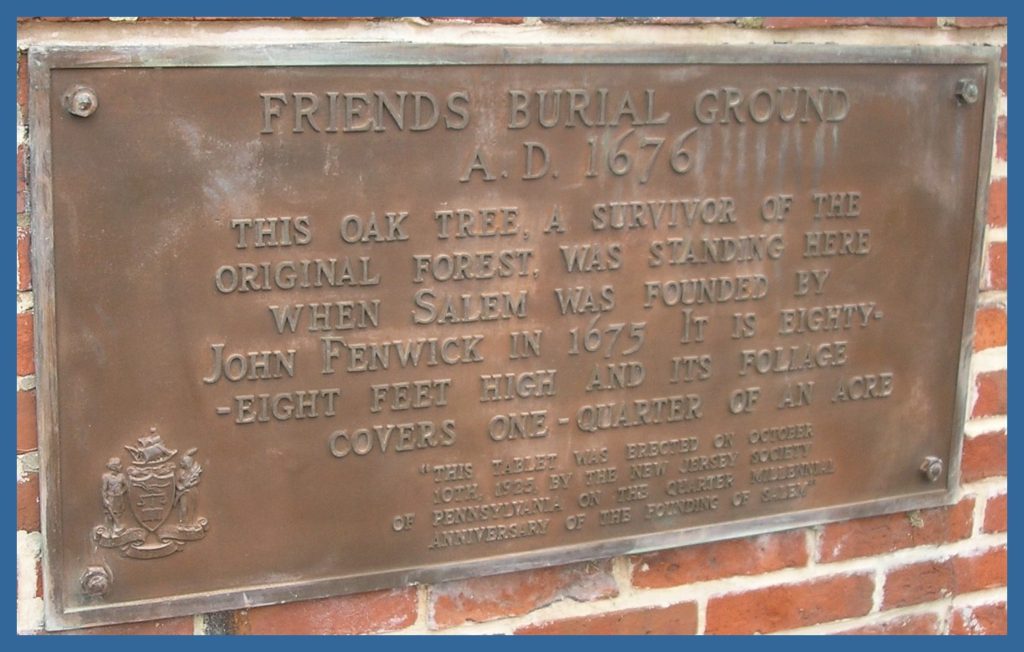 FRIENDS BURIAL GROUND
A.D. 1676
THIS OAK TREE, A SURVIVOR OF THE
ORIGINAL FOREST, WAS STANDING HERE
WHEN SALEM WAS FOUNDED BY
JOHN FENWICK IN 1675 IT IS EIGHTY-
-EIGHT FEET HIGH AND ITS FOLIAGE
COVERS ONE-QUARTER OF AN ACRE
"THIS TABLET WAS ERECTED ON OCTOBER
10TH, 1925, BY THE NEW JERSEY SOCIETY
OF PENNSYLVANIA ON THE QUARTER MILLENNIAL
ANNIVERSARY OF THE FOUNDING OF SALEM"